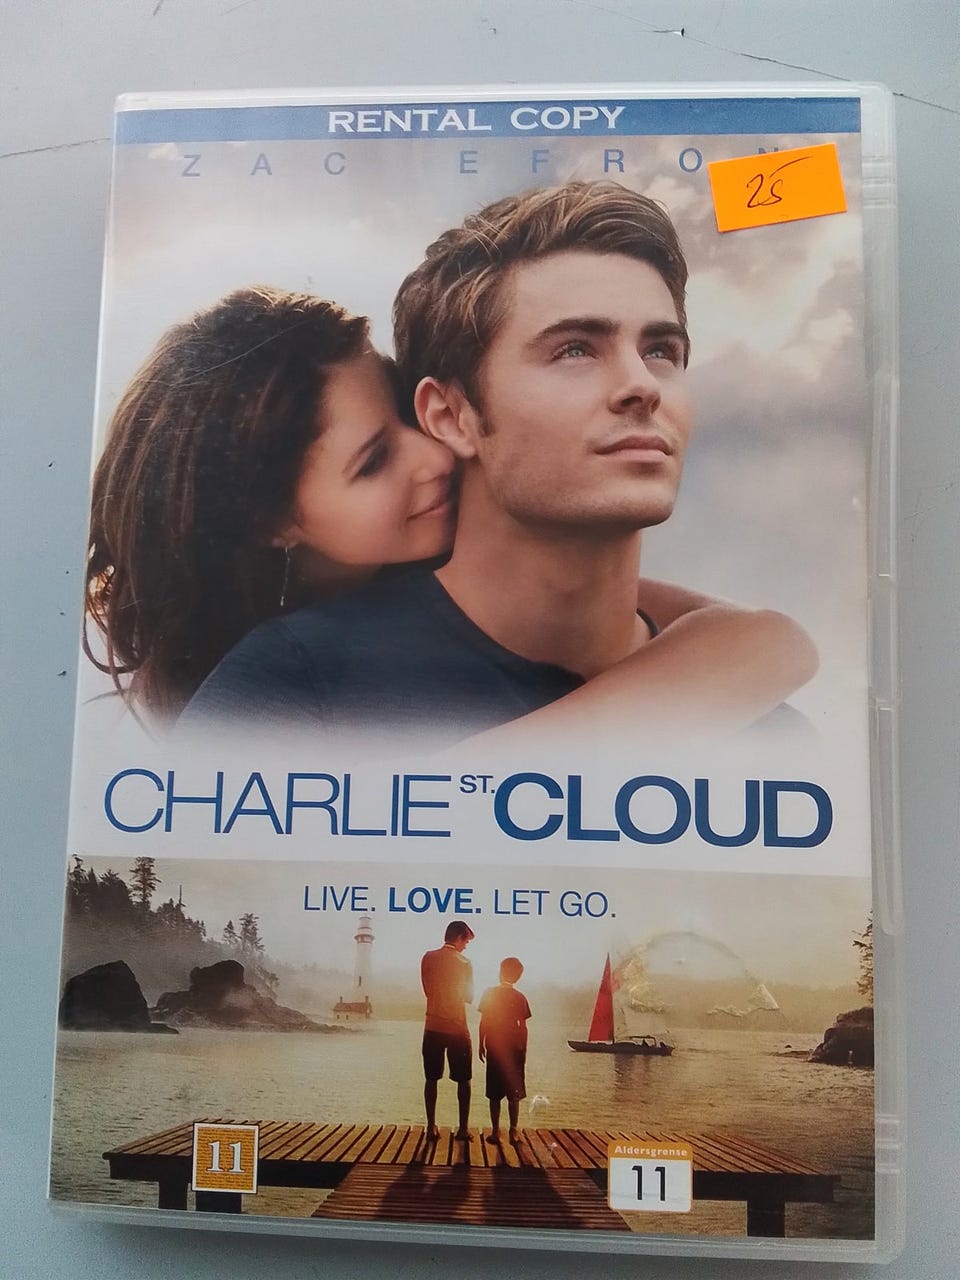 RENTAL COPY
ZAC EFRON
25
CHARLIE ST. CLOUD
LIVE. LOVE. LET GO.
11
Aldersgrense
11